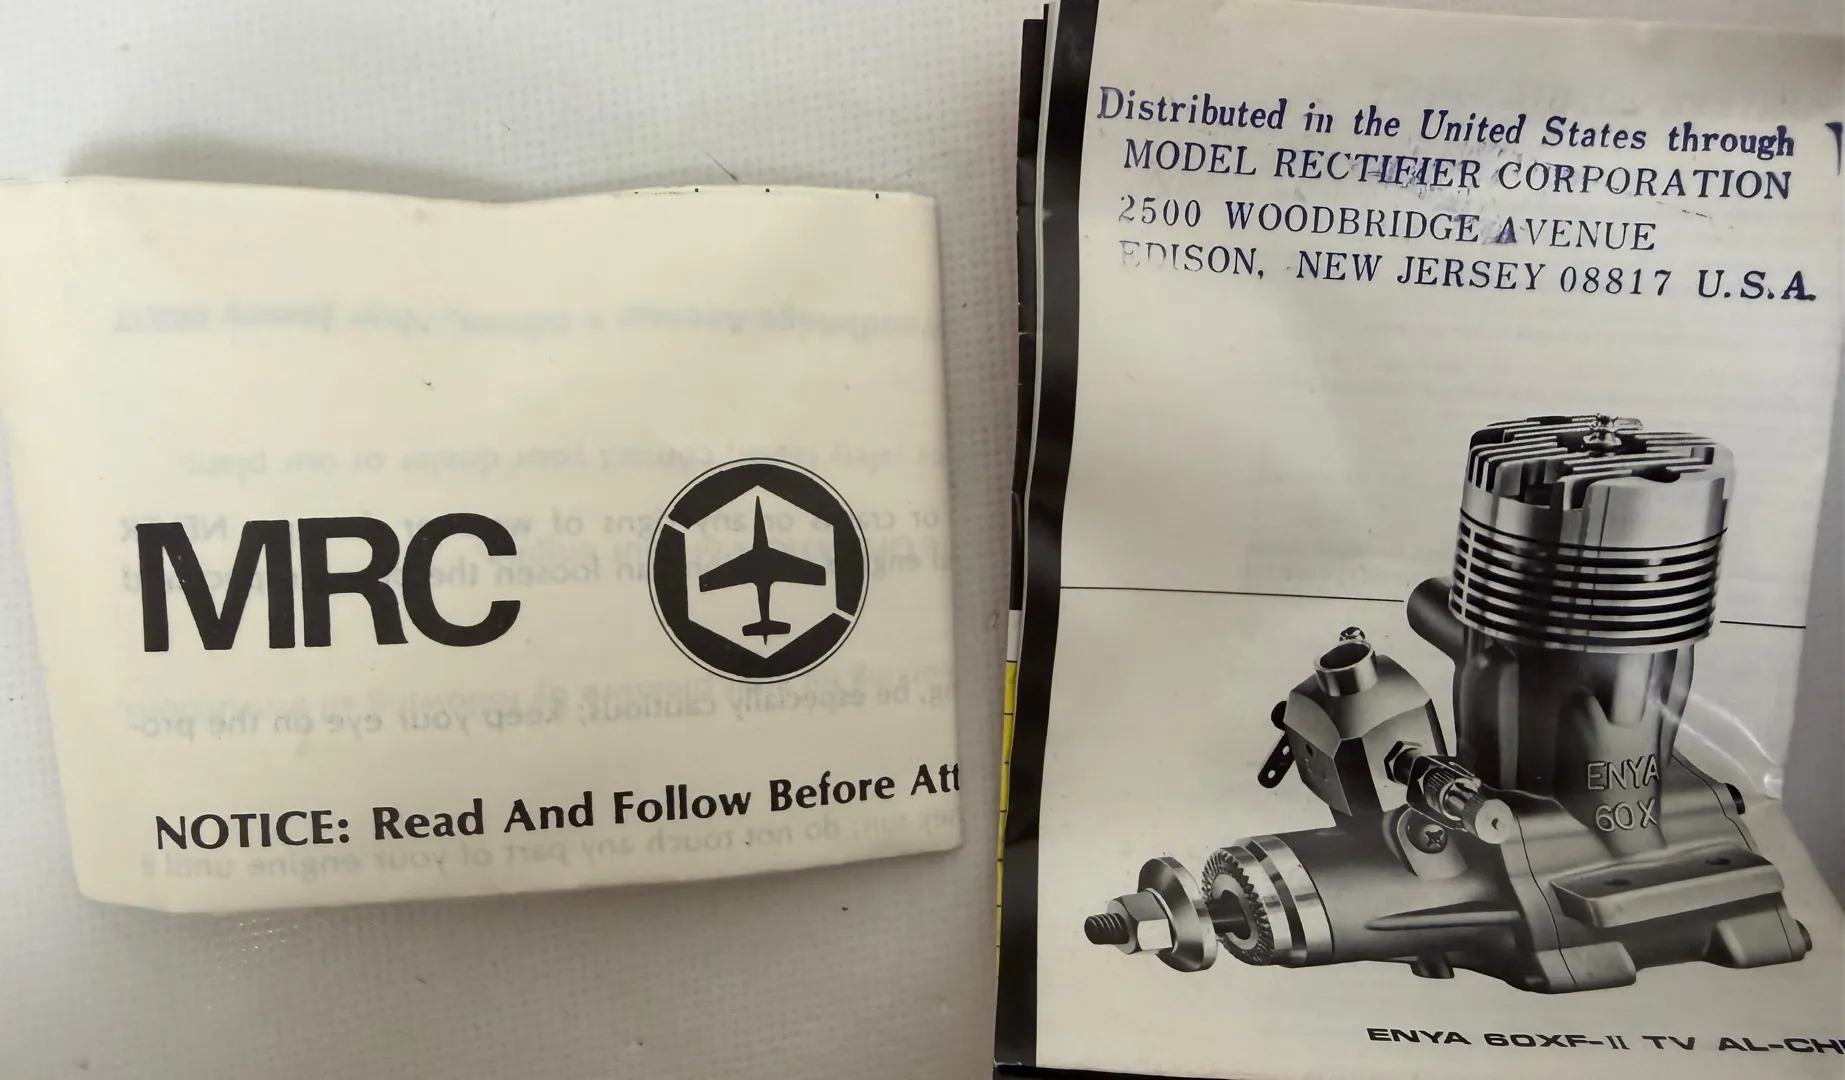 MRC
NOTICE: Read And Follow Before Att
Distributed in the United States through
MODEL RECTIFIER CORPORATION
2500 WOODBRIDGE AVENUE
EDISON, NEW JERSEY 08817 U.S.A.
ENYA
60X
ENYA 60XF-II TV AL-CH